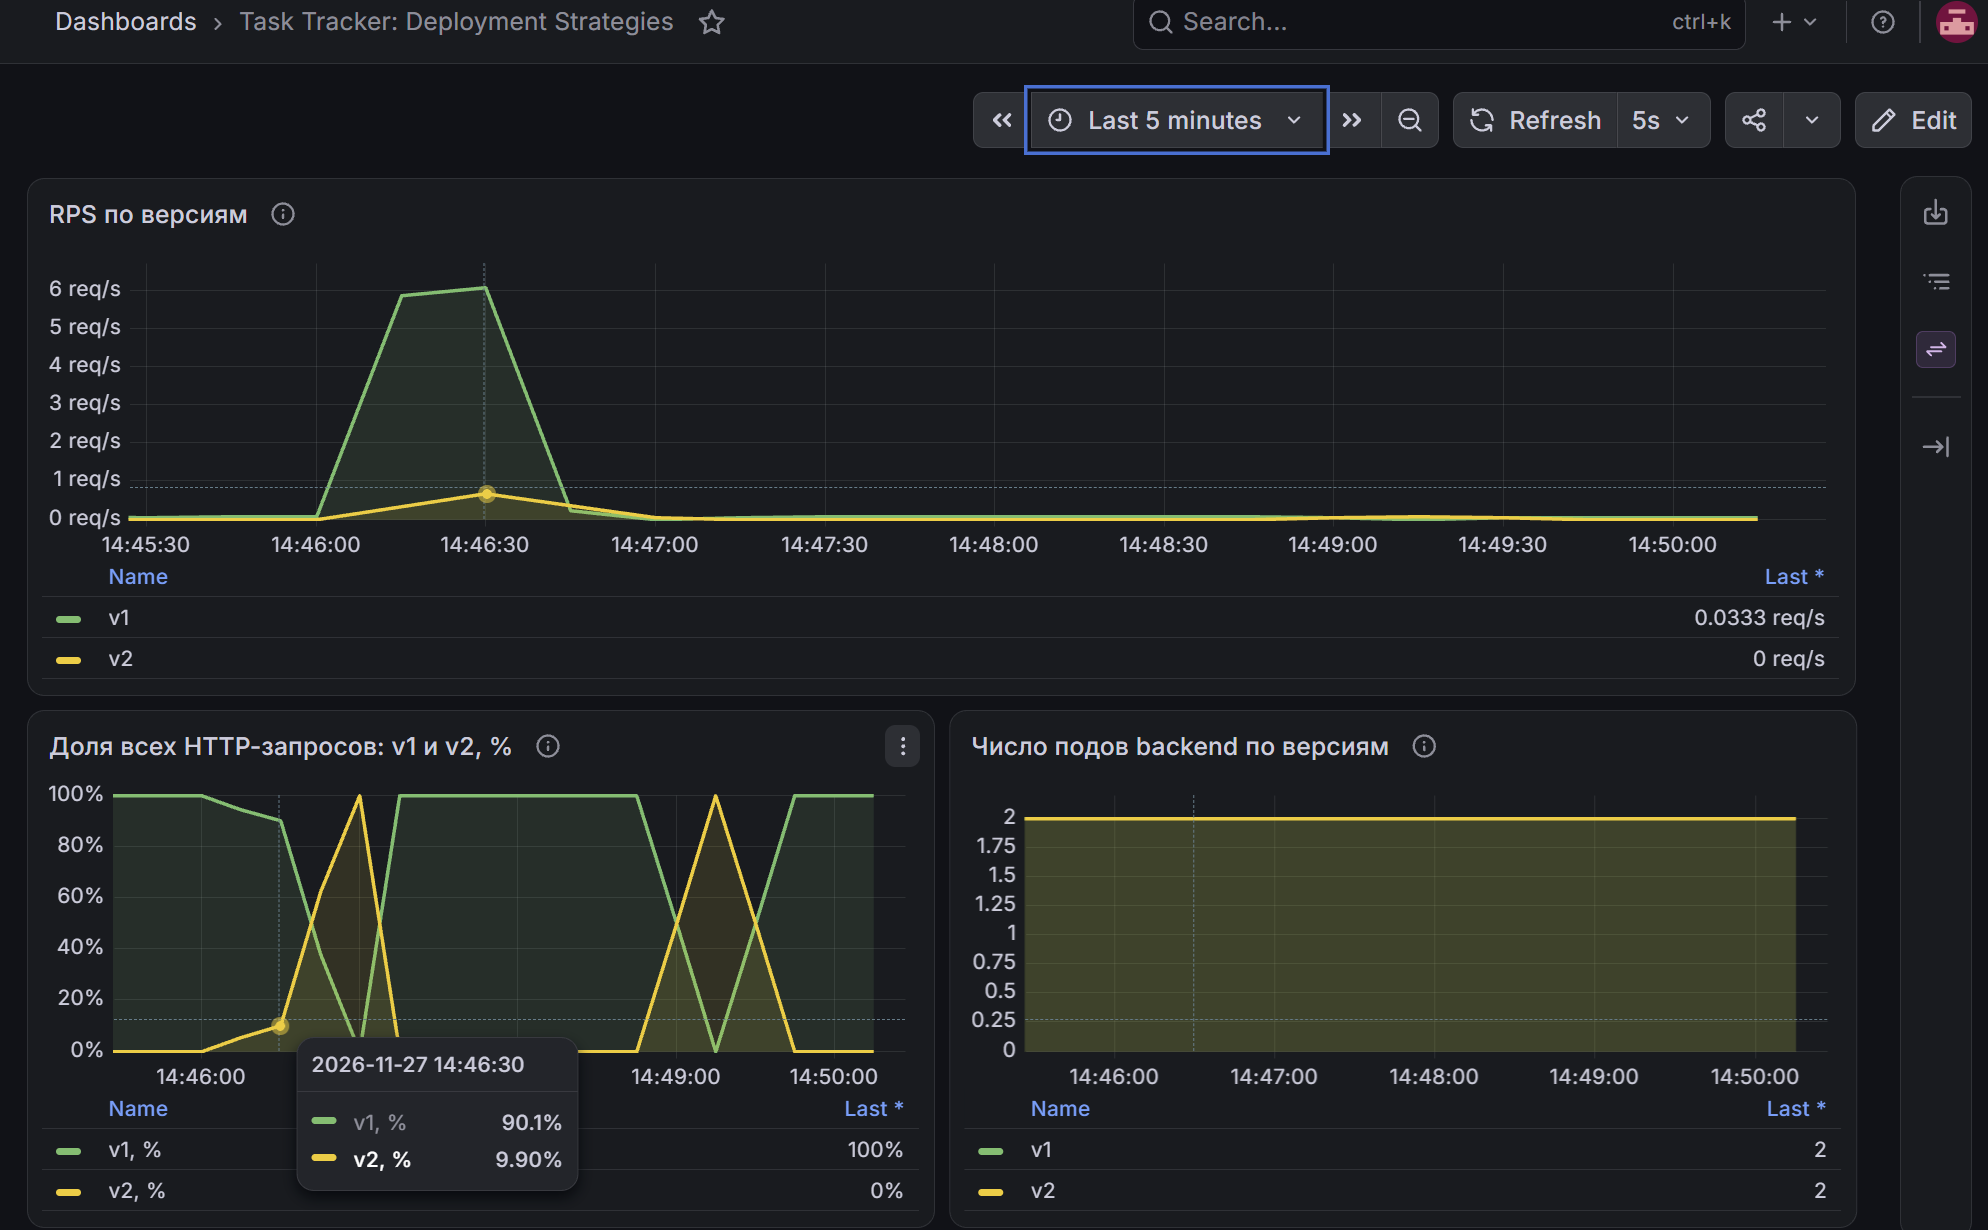 Dashboards › Task Tracker: Deployment Strategies
Search... ctrl+k
Last 5 minutes
Refresh 5s
Edit
RPS по версиям
6 req/s
5 req/s
4 req/s
3 req/s
2 req/s
1 req/s
0 req/s
14:45:30 14:46:00 14:46:30 14:47:00 14:47:30 14:48:00 14:48:30 14:49:00 14:49:30 14:50:00
Name Last *
v1 0.0333 req/s
v2 0 req/s
Доля всех HTTP-запросов: v1 и v2, %
100%
80%
60%
40%
20%
0%
14:46:00 14:49:00 14:50:00
2026-11-27 14:46:30
v1, % 90.1%
v2, % 9.90%
Name Last *
v1, % 100%
v2, % 0%
Число подов backend по версиям
2
1.75
1.5
1.25
1
0.75
0.5
0.25
0
14:46:00 14:47:00 14:48:00 14:49:00 14:50:00
Name Last *
v1 2
v2 2